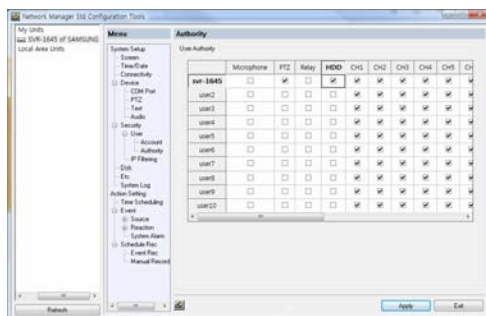 Network Manager Std Configuration Tools
My Units
SVR-1645 of SAMSUNG
Local Area Units
Refresh
Menu
System Setup
Screen
Time/Date
Connectivity
Device
COM Port
PTZ
Text
Audio
Security
User
Account
Authority
IP Filtering
Disk
Etc
System Log
Action Setting
Time Scheduling
Event
Source
Reaction
System Alarm
Schedule Rec
Event Rec
Manual Record
Authority
User Authority
Microphone PTZ Relay HDD CH1 CH2 CH3 CH4 CH5 CH
svr-1645
user2
user3
user4
user5
user6
user7
user8
user9
user10
Apply
Exit